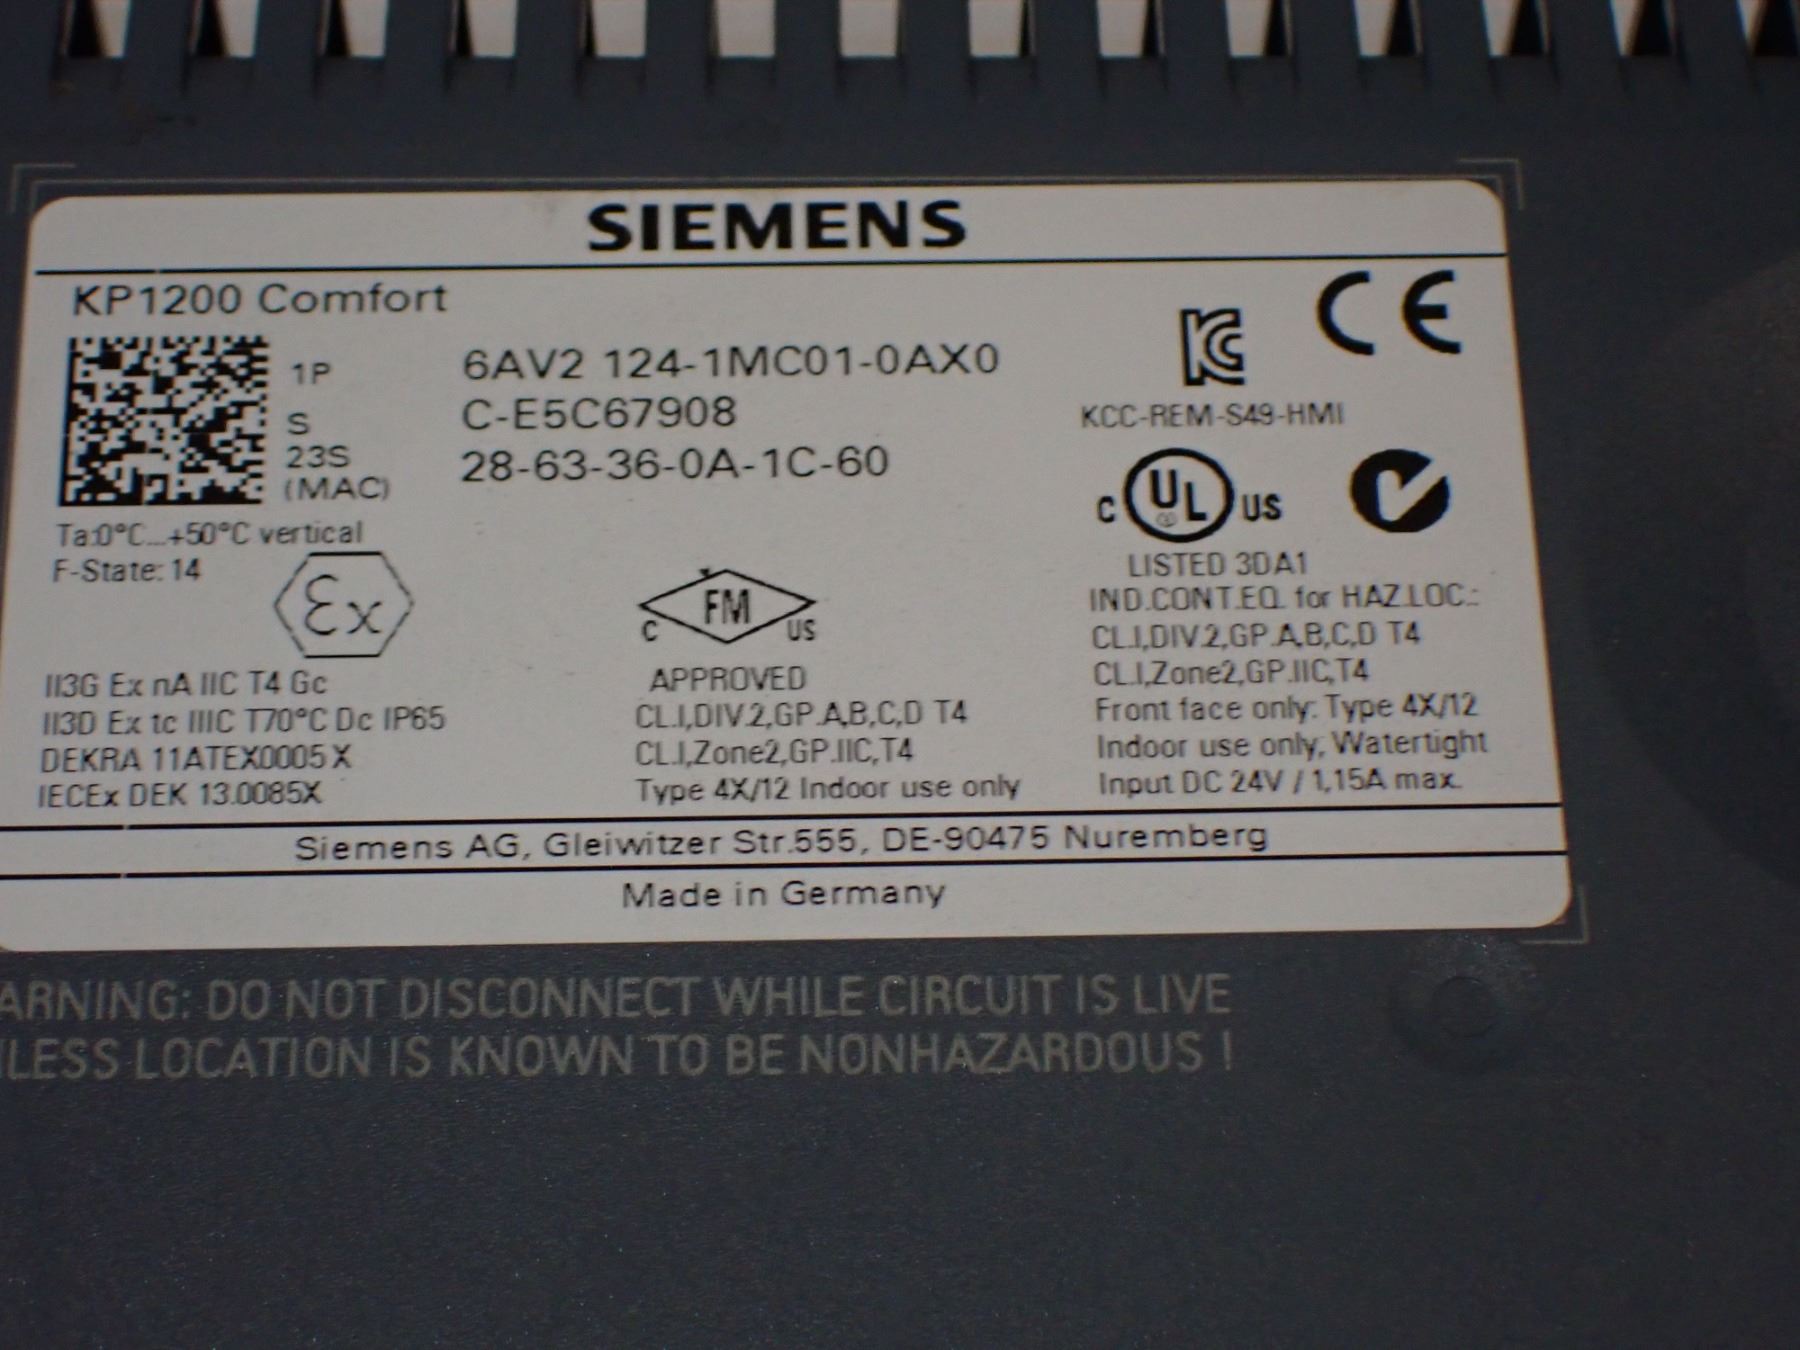 SIEMENS
KP1200 Comfort
1P 6AV2 124-1MC01-0AX0
S C-E5C67908
23S 28-63-36-0A-1C-60
(MAC)
Ta:0°C...+50°C vertical
F-State: 14
Ex
II3G Ex nA IIC T4 Gc
II3D Ex tc IIIC T70°C Dc IP65
DEKRA 11ATEX0005 X
IECEx DEK 13.0085X
C FM US
APPROVED
CL.I,DIV.2,GP.A,B,C,D T4
CL.I,Zone2,GP.IIC,T4
Type 4X/12 Indoor use only
CE
KC
KCC-REM-S49-HMI
C UL US
LISTED 3DA1
IND.CONT.EQ. for HAZ.LOC.:
CL.I,DIV.2,GP.A,B,C,D T4
CL.I,Zone2,GP.IIC,T4
Front face only: Type 4X/12
Indoor use only, Watertight
Input DC 24V / 1,15A max.
Siemens AG, Gleiwitzer Str.555, DE-90475 Nuremberg
Made in Germany
ARNING: DO NOT DISCONNECT WHILE CIRCUIT IS LIVE
LESS LOCATION IS KNOWN TO BE NONHAZARDOUS !